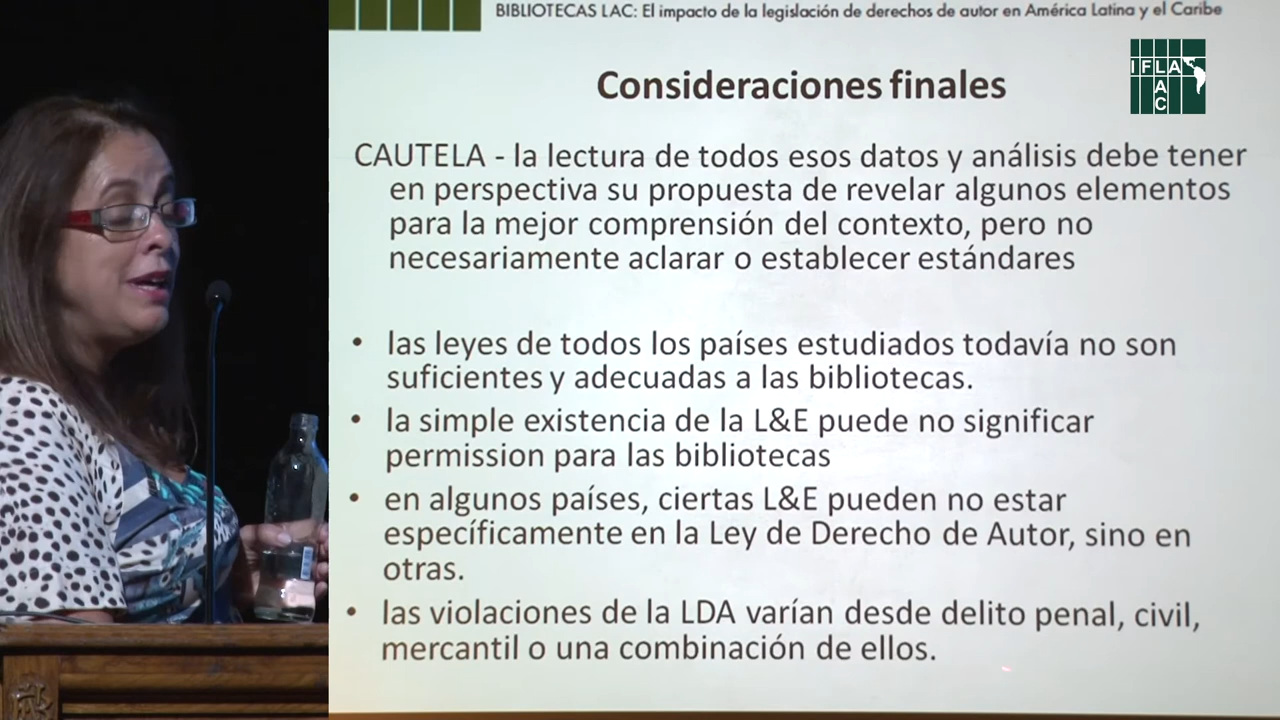 BIBLIOTECAS LAC: El impacto de la legislación de derechos de autor en América Latina y el Caribe
IFLA
LAC
Consideraciones finales
CAUTELA - la lectura de todos esos datos y análisis debe tener
en perspectiva su propuesta de revelar algunos elementos
para la mejor comprensión del contexto, pero no
necesariamente aclarar o establecer estándares
• las leyes de todos los países estudiados todavía no son
suficientes y adecuadas a las bibliotecas.
• la simple existencia de la L&E puede no significar
permission para las bibliotecas
• en algunos países, ciertas L&E pueden no estar
específicamente en la Ley de Derecho de Autor, sino en
otras.
• las violaciones de la LDA varían desde delito penal, civil,
mercantil o una combinación de ellos.